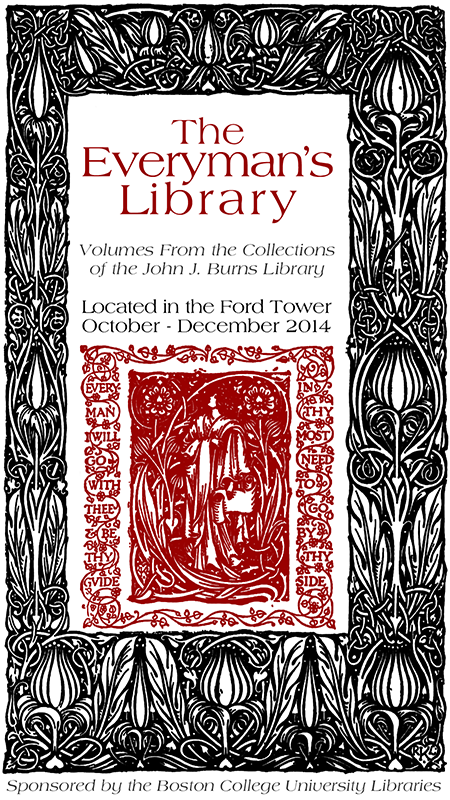 The
Everyman's
Library
Volumes From the Collections
of the John J. Burns Library
Located in the Ford Tower
October - December 2014
EVERY
MAN
I WILL
GO
WITH
THEE
& BE
THY
GUIDE
IN
THY
MOST
NEED
TO
GO
BY
THY
SIDE
Sponsored by the Boston College University Libraries